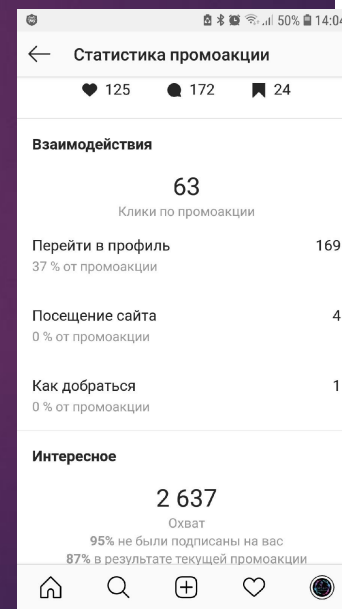 50% 14:04
Статистика промоакции
125 172 24
Взаимодействия
63
Клики по промоакции
Перейти в профиль 169
37 % от промоакции
Посещение сайта 4
0 % от промоакции
Как добраться 1
0 % от промоакции
Интересное
2 637
Охват
95% не были подписаны на вас
87% в результате текущей промоакции